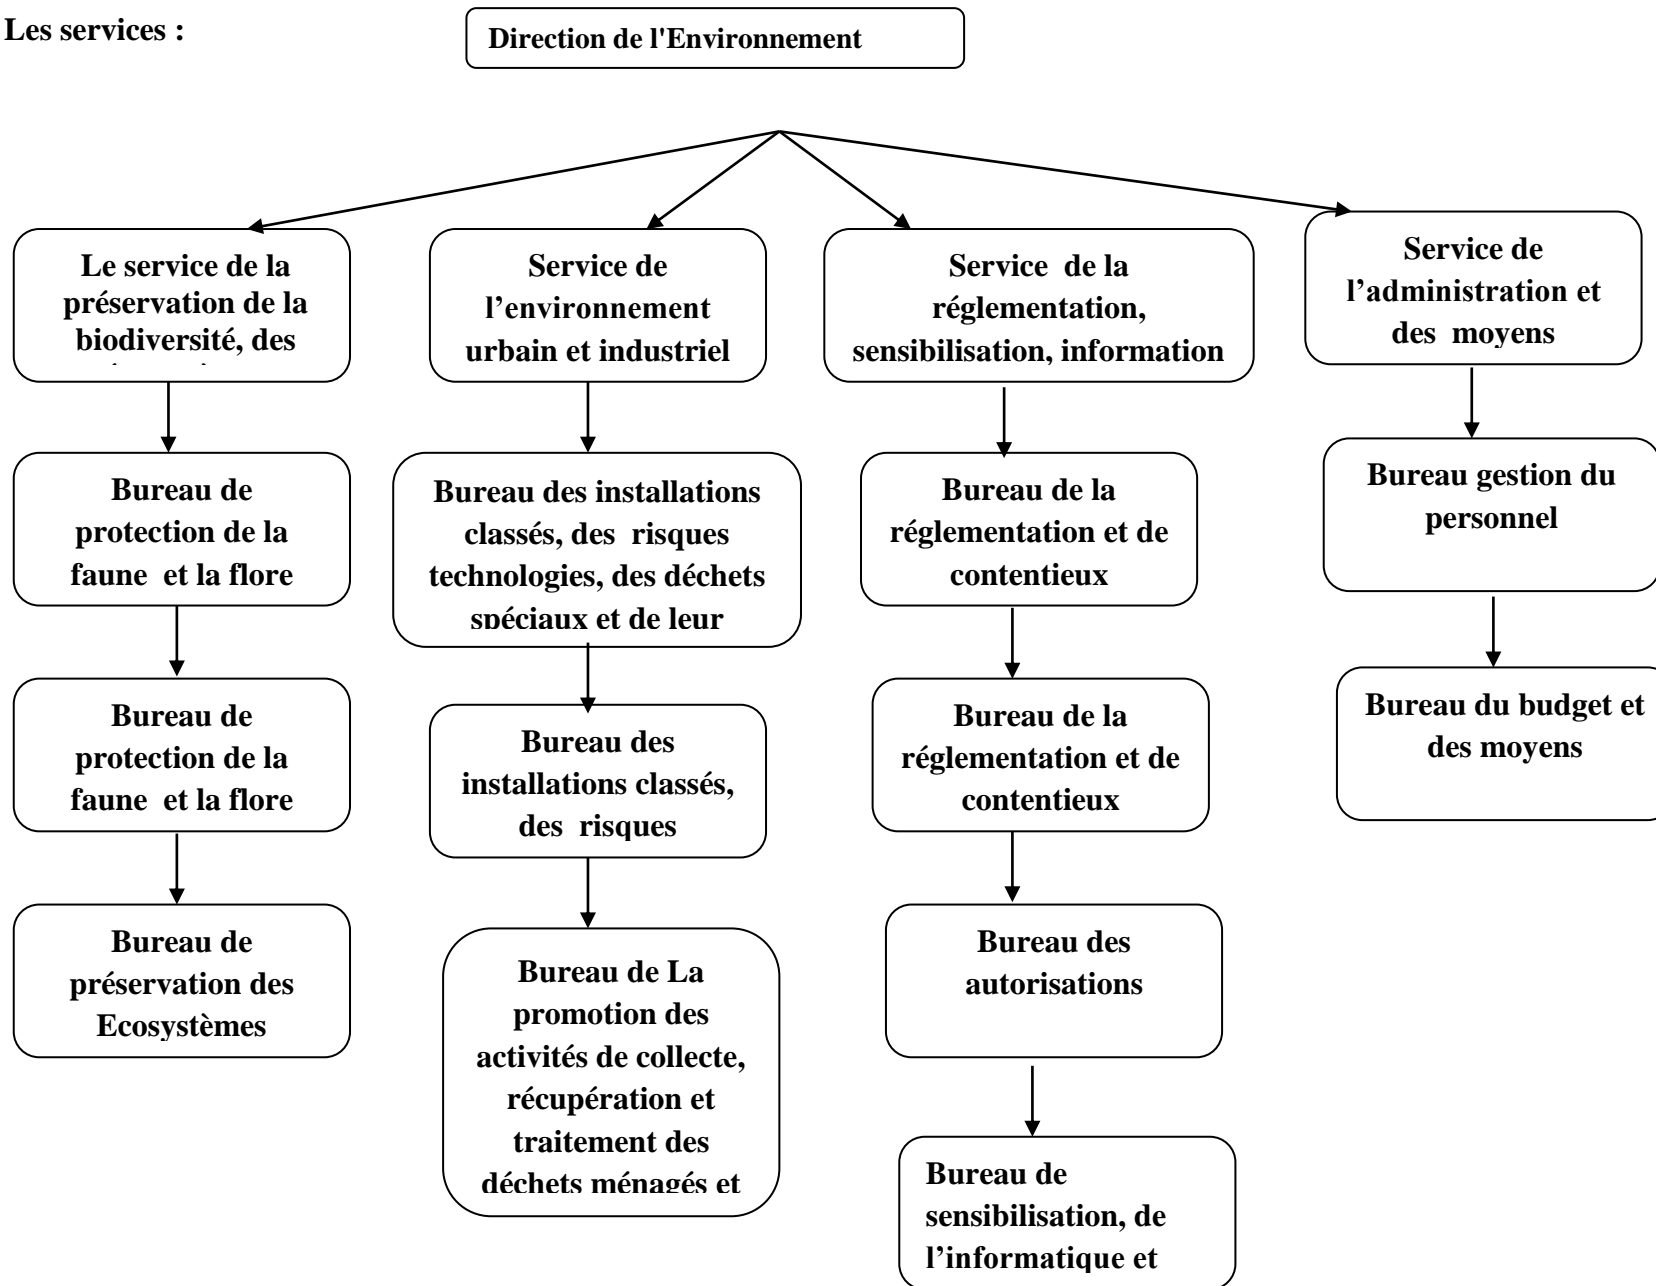 Les services :
Direction de l'Environnement
Le service de la
préservation de la
biodiversité, des
Service de
l’environnement
urbain et industriel
Service  de la
réglementation,
sensibilisation, information
Service de
l’administration et
des  moyens
Bureau de
protection de la
faune  et la flore
Bureau des installations
classés, des  risques
technologies, des déchets
spéciaux et de leur
Bureau de la
réglementation et de
contentieux
Bureau gestion du
personnel
Bureau de
protection de la
faune  et la flore
Bureau des
installations classés,
des  risques
Bureau de la
réglementation et de
contentieux
Bureau du budget et
des moyens
Bureau de
préservation des
Ecosystèmes
Bureau de La
promotion des
activités de collecte,
récupération et
traitement des
déchets ménagés et
Bureau des
autorisations
Bureau de
sensibilisation, de
l’informatique et